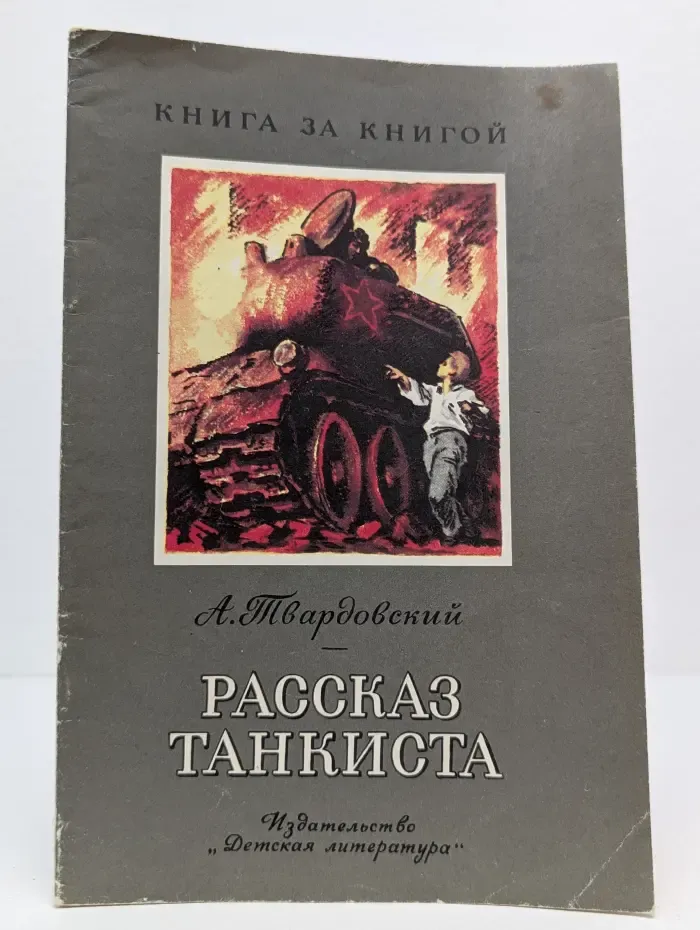 КНИГА ЗА КНИГОЙ
А. Твардовский
РАССКАЗ
ТАНКИСТА
Издательство
„Детская литература“